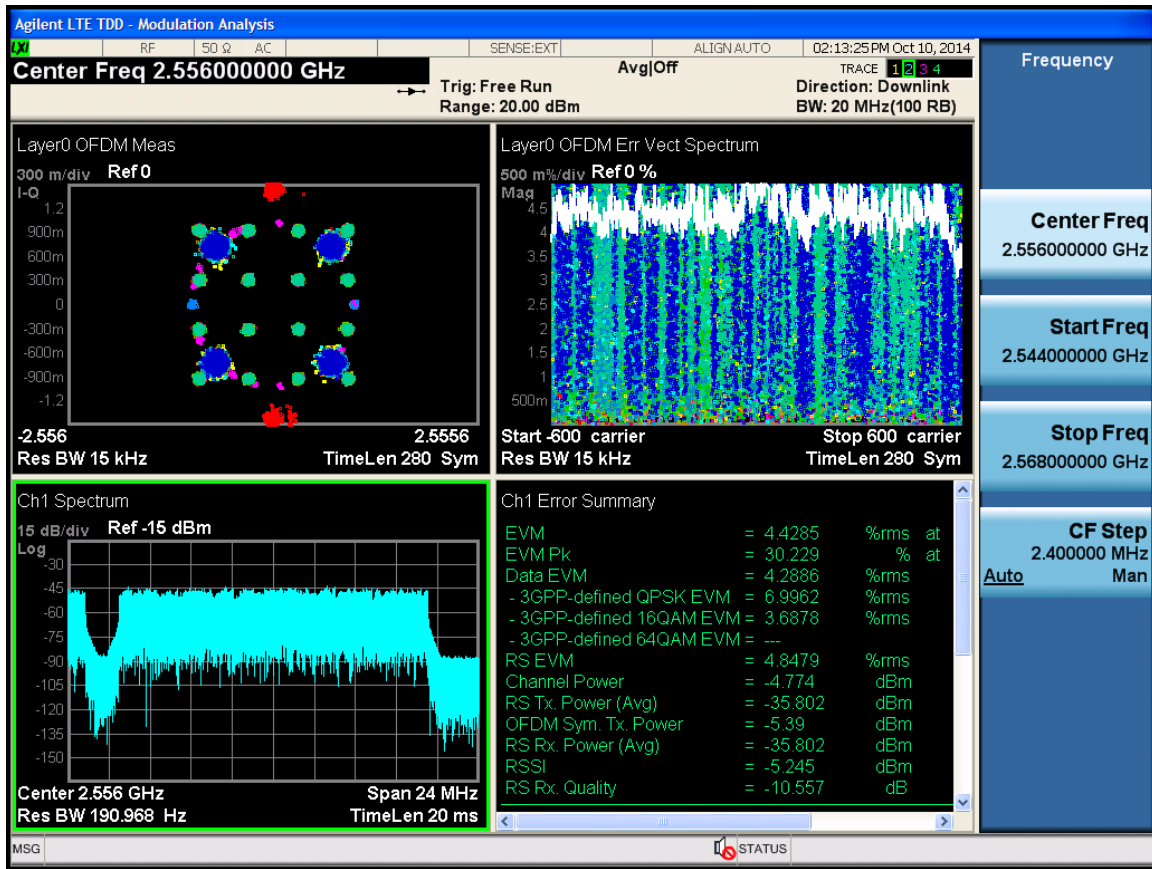 Agilent LTE TDD - Modulation Analysis
LXI RF 50 Ω AC SENSE:EXT ALIGN AUTO 02:13:25 PM Oct 10, 2014
Center Freq 2.556000000 GHz
Avg|Off
TRACE 1 2 3 4
Trig: Free Run
Direction: Downlink
Range: 20.00 dBm
BW: 20 MHz(100 RB)
Layer0 OFDM Meas
300 m/div Ref 0
I-Q
1.2
900m
600m
300m
0
-300m
-600m
-900m
-1.2
-2.556 2.5556
Res BW 15 kHz TimeLen 280 Sym
Layer0 OFDM Err Vect Spectrum
500 m%/div Ref 0 %
Mag
4.5
4
3.5
3
2.5
2
1.5
1
500m
Start -600 carrier Stop 600 carrier
Res BW 15 kHz TimeLen 280 Sym
Ch1 Spectrum
15 dB/div Ref -15 dBm
Log
-30
-45
-60
-75
-90
-105
-120
-135
-150
Center 2.556 GHz Span 24 MHz
Res BW 190.968 Hz TimeLen 20 ms
Ch1 Error Summary
EVM = 4.4285 %rms at
EVM Pk = 30.229 % at
Data EVM = 4.2886 %rms
- 3GPP-defined QPSK EVM = 6.9962 %rms
- 3GPP-defined 16QAM EVM = 3.6878 %rms
- 3GPP-defined 64QAM EVM = ---
RS EVM = 4.8479 %rms
Channel Power = -4.774 dBm
RS Tx. Power (Avg) = -35.802 dBm
OFDM Sym. Tx. Power = -5.39 dBm
RS Rx. Power (Avg) = -35.802 dBm
RSSI = -5.245 dBm
RS Rx. Quality = -10.557 dB
Frequency
Center Freq
2.556000000 GHz
Start Freq
2.544000000 GHz
Stop Freq
2.568000000 GHz
CF Step
2.400000 MHz
Auto Man
MSG STATUS